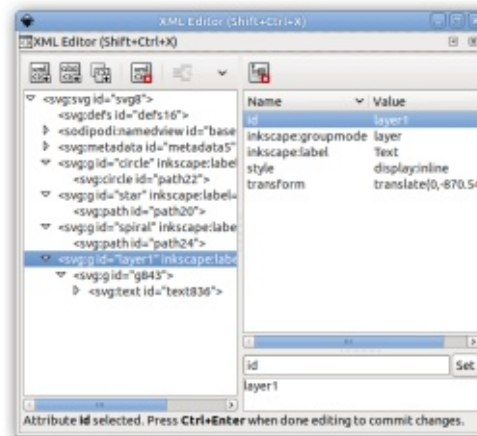 XML Editor (Shift+Ctrl+X)
XML Editor (Shift+Ctrl+X)
<svg:svg id="svg8">
<svg:defs id="defs16">
<sodipodi:namedview id="base
<svg:metadata id="metadata5"
<svg:g id="circle" inkscape:label
<svg:circle id="path22">
<svg:g id="star" inkscape:label=
<svg:path id="path20">
<svg:g id="spiral" inkscape:labe
<svg:path id="path24">
<svg:g id="layer1" inkscape:labe
<svg:g id="g843">
<svg:text id="text836">
Name Value
id layer1
inkscape:groupmode layer
inkscape:label Text
style display:inline
transform translate(0,-870.54
id Set
layer1
Attribute id selected. Press Ctrl+Enter when done editing to commit changes.